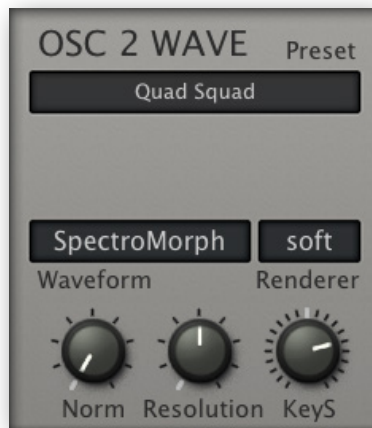 OSC 2 WAVE Preset
Quad Squad
SpectroMorph soft
Waveform Renderer
Norm Resolution KeyS